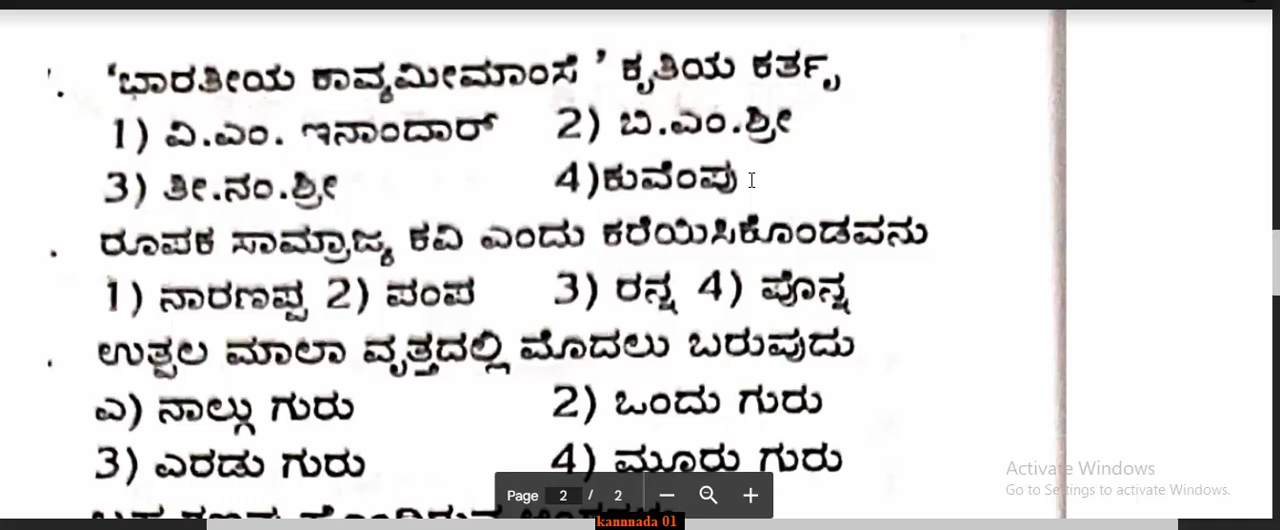 . 'ಭಾರತೀಯ ಕಾವ್ಯಮೀಮಾಂಸೆ' ಕೃತಿಯ ಕರ್ತೃ
1) ವಿ.ಎಂ. ಇನಾಂದಾರ್ 2) ಬಿ.ಎಂ.ಶ್ರೀ
3) ತೀ.ನಂ.ಶ್ರೀ 4)ಕುವೆಂಪು
. ರೂಪಕ ಸಾಮ್ರಾಜ್ಯ ಕವಿ ಎಂದು ಕರೆಯಿಸಿಕೊಂಡವನು
1) ನಾರಣಪ್ಪ 2) ಪಂಪ 3) ರನ್ನ 4) ಪೊನ್ನ
. ಉತ್ಪಲ ಮಾಲಾ ವೃತ್ತದಲ್ಲಿ ಮೊದಲು ಬರುವುದು
ಎ) ನಾಲ್ಗು ಗುರು 2) ಒಂದು ಗುರು
3) ಎರಡು ಗುರು 4) ಮೂರು ಗುರು
Activate Windows
Go to Settings to activate Windows.
Page 2 / 2
kannnada 01